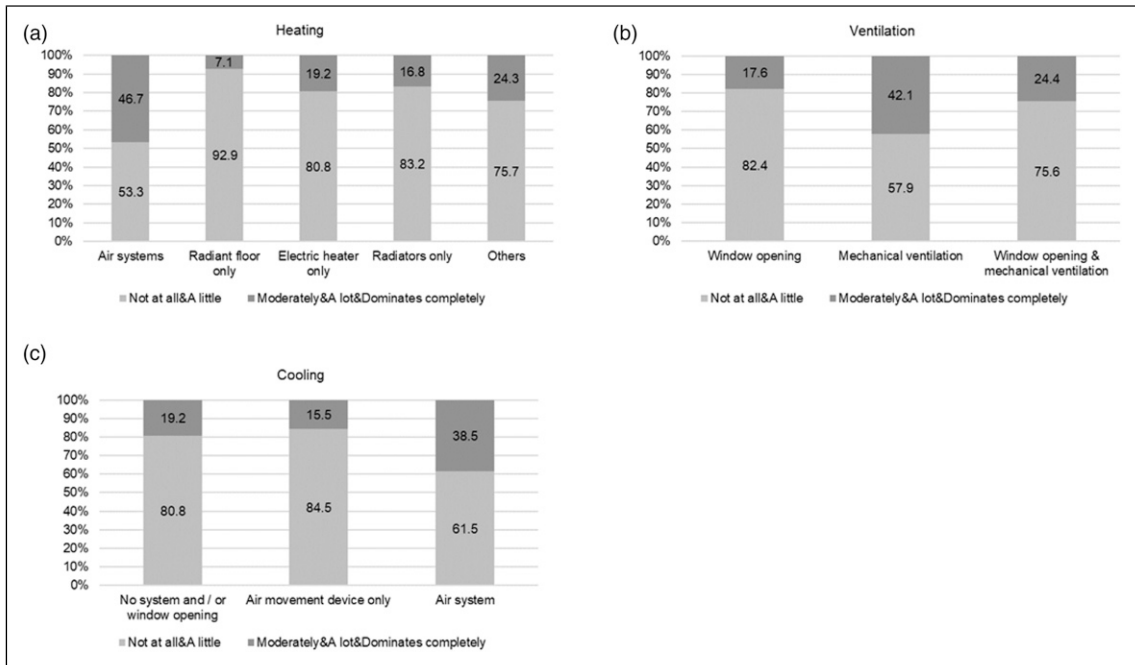 (a)
Heating
100%
90%
80%
70%
60%
50%
40%
30%
20%
10%
0%
46.7
7.1
19.2
16.8
24.3
53.3
92.9
80.8
83.2
75.7
Air systems
Radiant floor only
Electric heater only
Radiators only
Others
Not at all&A little
Moderately&A lot&Dominates completely
(b)
Ventilation
100%
90%
80%
70%
60%
50%
40%
30%
20%
10%
0%
17.6
42.1
24.4
82.4
57.9
75.6
Window opening
Mechanical ventilation
Window opening &
mechanical ventilation
Not at all&A little
Moderately&A lot&Dominates completely
(c)
Cooling
100%
90%
80%
70%
60%
50%
40%
30%
20%
10%
0%
19.2
15.5
38.5
80.8
84.5
61.5
No system and / or
window opening
Air movement device only
Air system
Not at all&A little
Moderately&A lot&Dominates completely